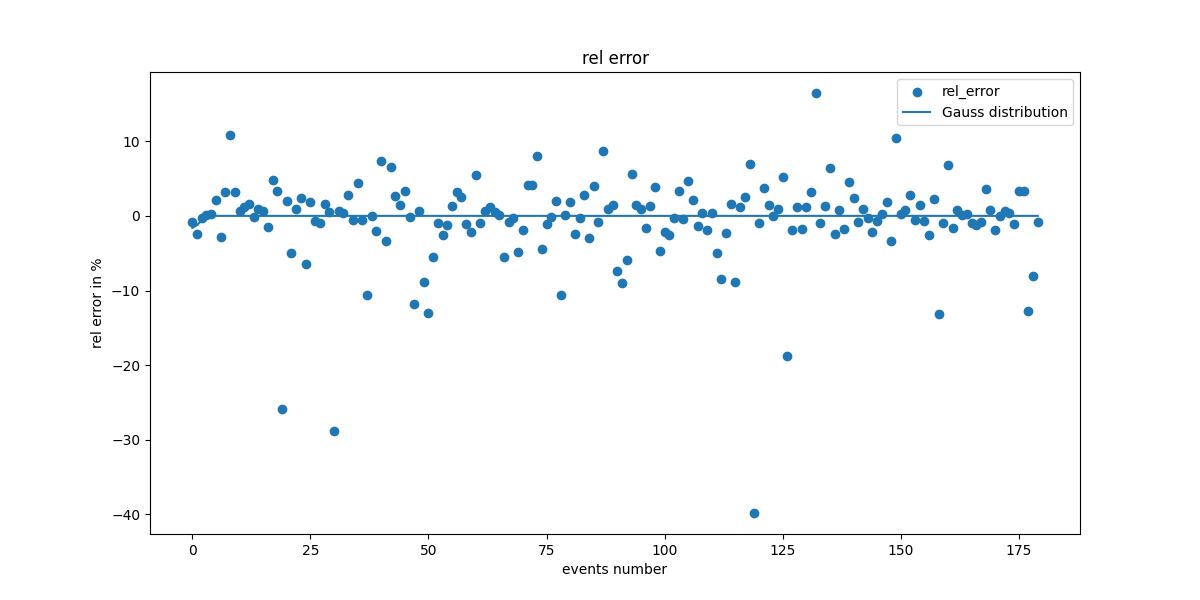 rel error
rel_error
Gauss distribution
10
0
−10
−20
−30
−40
rel error in %
0
25
50
75
100
125
150
175
events number